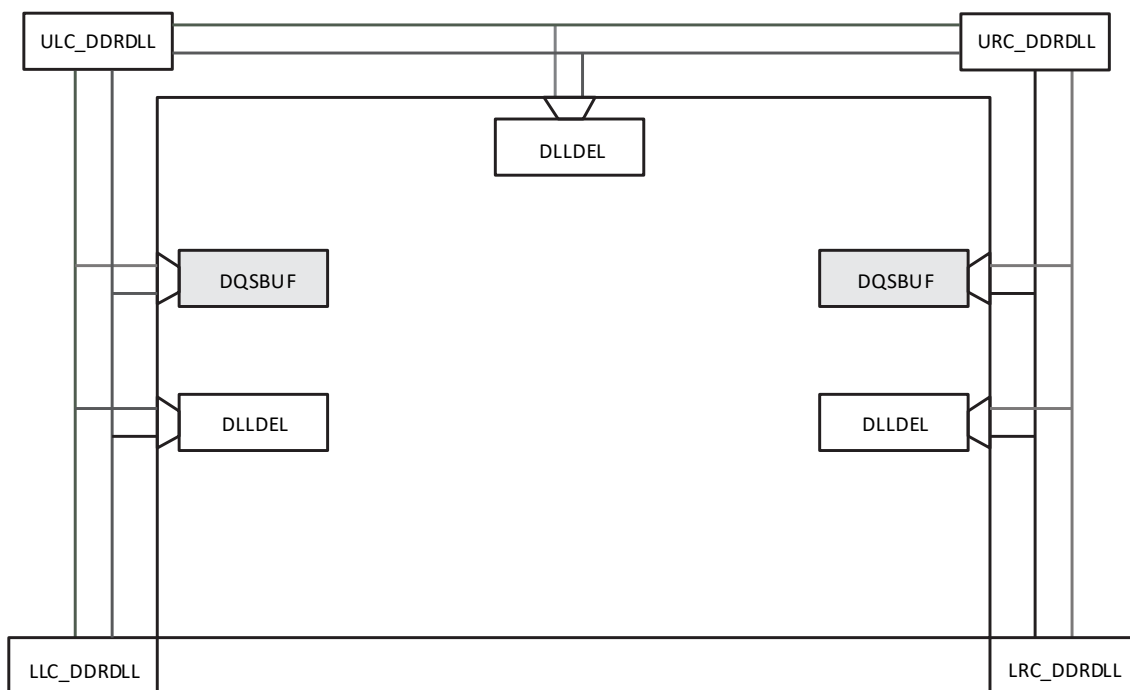 ULC_DDRDLL
URC_DDRDLL
DLLDEL
DQSBUF
DQSBUF
DLLDEL
DLLDEL
LLC_DDRDLL
LRC_DDRDLL